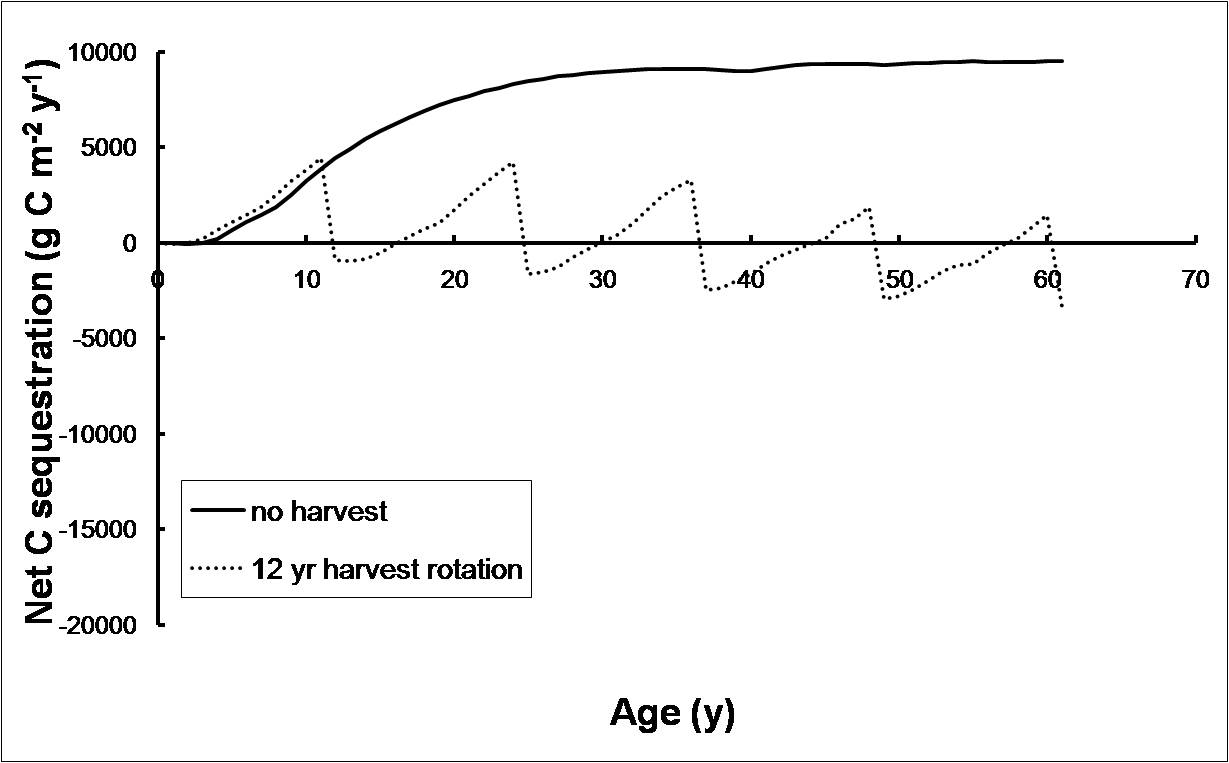 Net C sequestration (g C m-2 y-1)
10000
5000
0
-5000
-10000
-15000
-20000
0 10 20 30 40 50 60 70
no harvest
12 yr harvest rotation
Age (y)